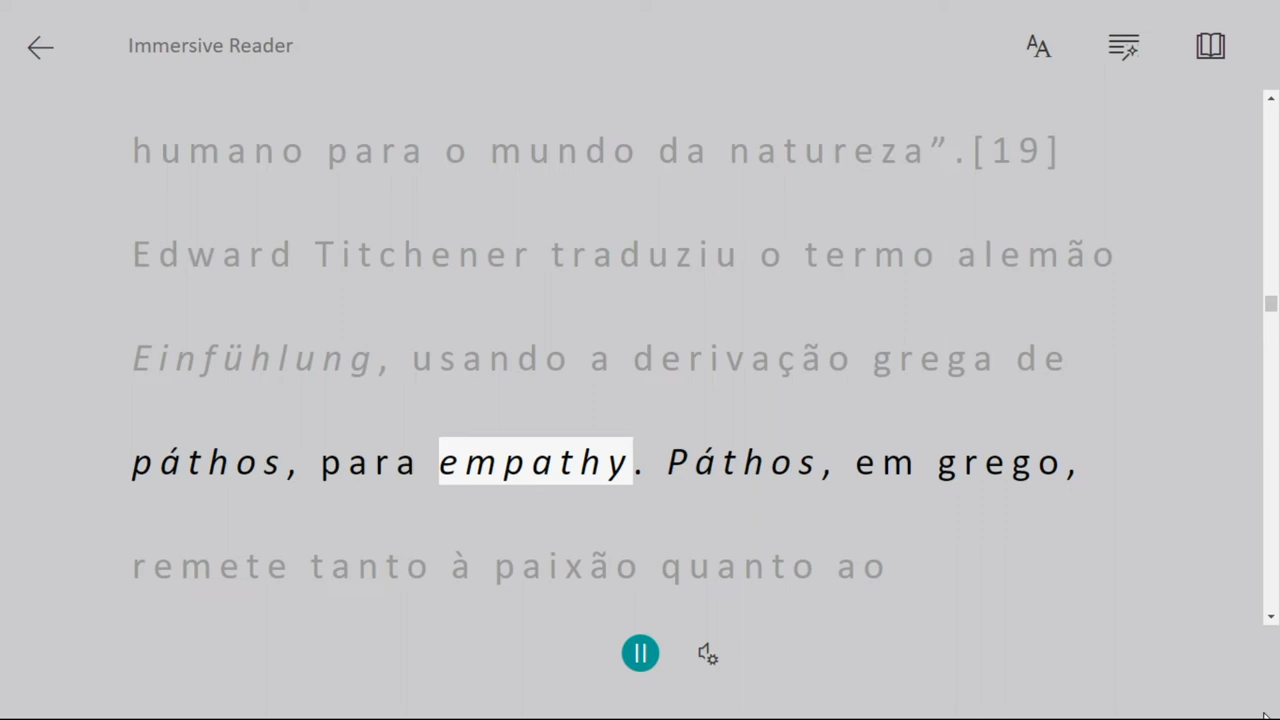 Immersive Reader
humano para o mundo da natureza”.[19]
Edward Titchener traduziu o termo alemão
Einfühlung, usando a derivação grega de
páthos, para empathy. Páthos, em grego,
remete tanto à paixão quanto ao